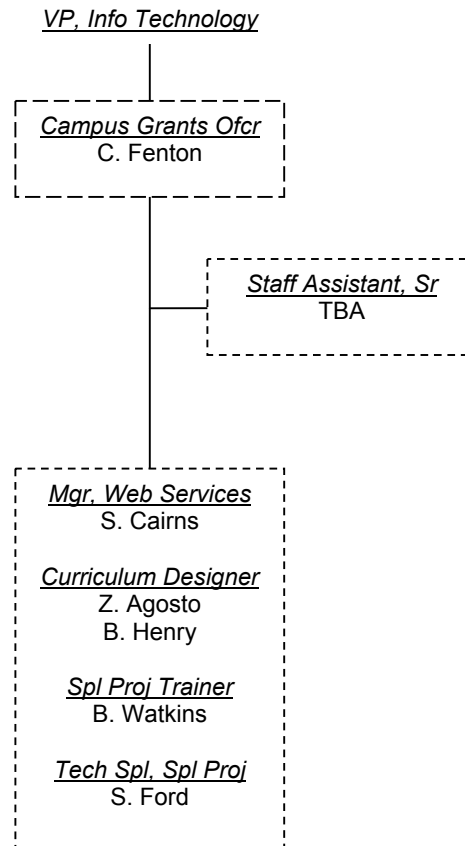 VP, Info Technology
Campus Grants Ofcr
C. Fenton
Staff Assistant, Sr
TBA
Mgr, Web Services
S. Cairns
Curriculum Designer
Z. Agosto
B. Henry
Spl Proj Trainer
B. Watkins
Tech Spl, Spl Proj
S. Ford